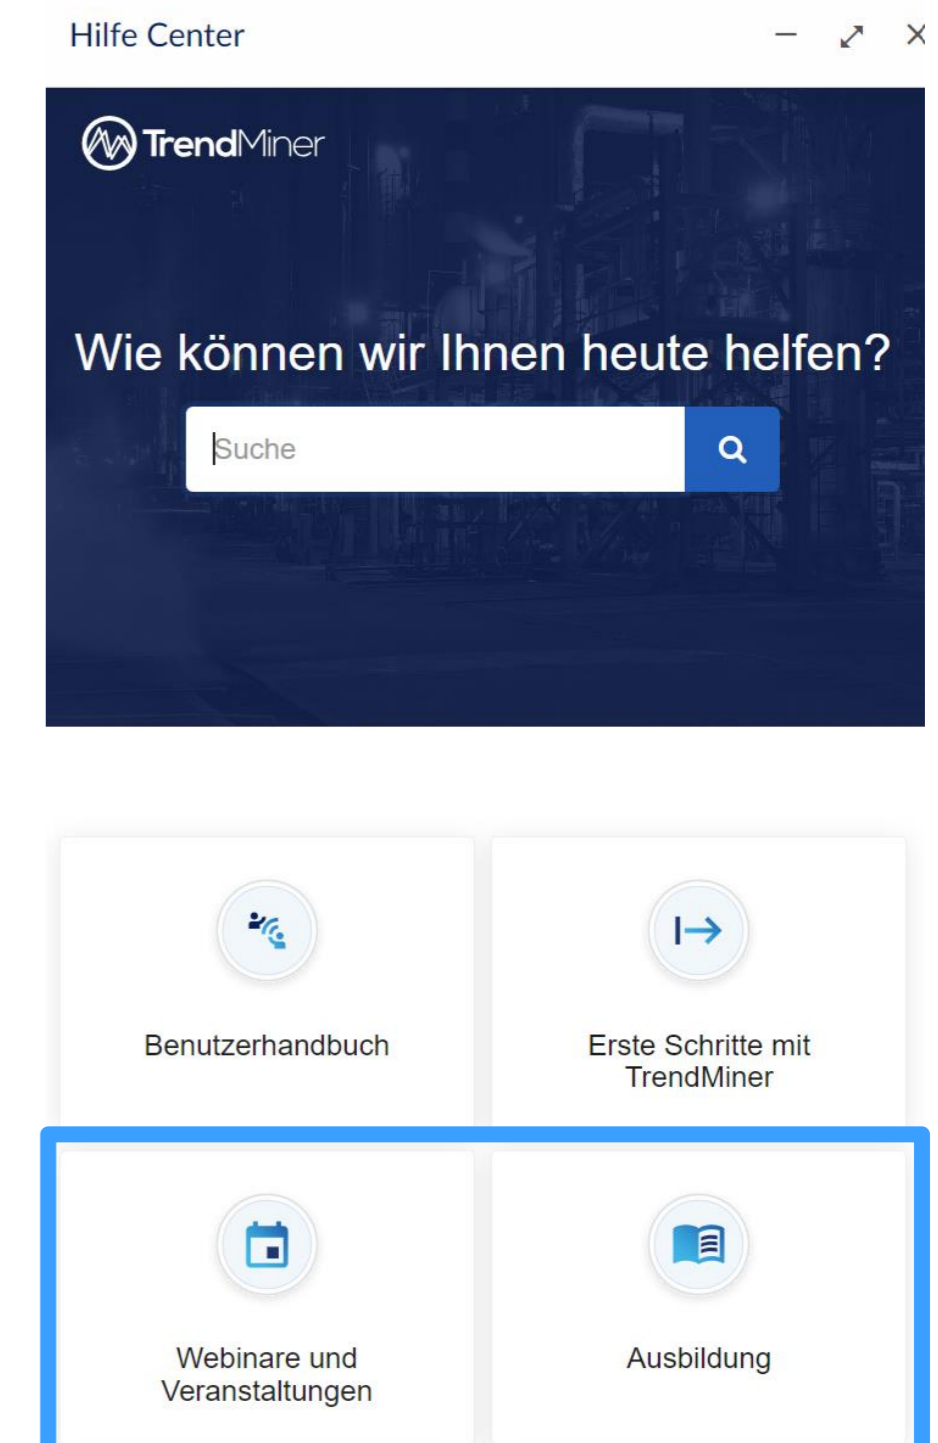 Hilfe Center
TrendMiner
Wie können wir Ihnen heute helfen?
Suche
Benutzerhandbuch
Erste Schritte mit
TrendMiner
Webinare und
Veranstaltungen
Ausbildung